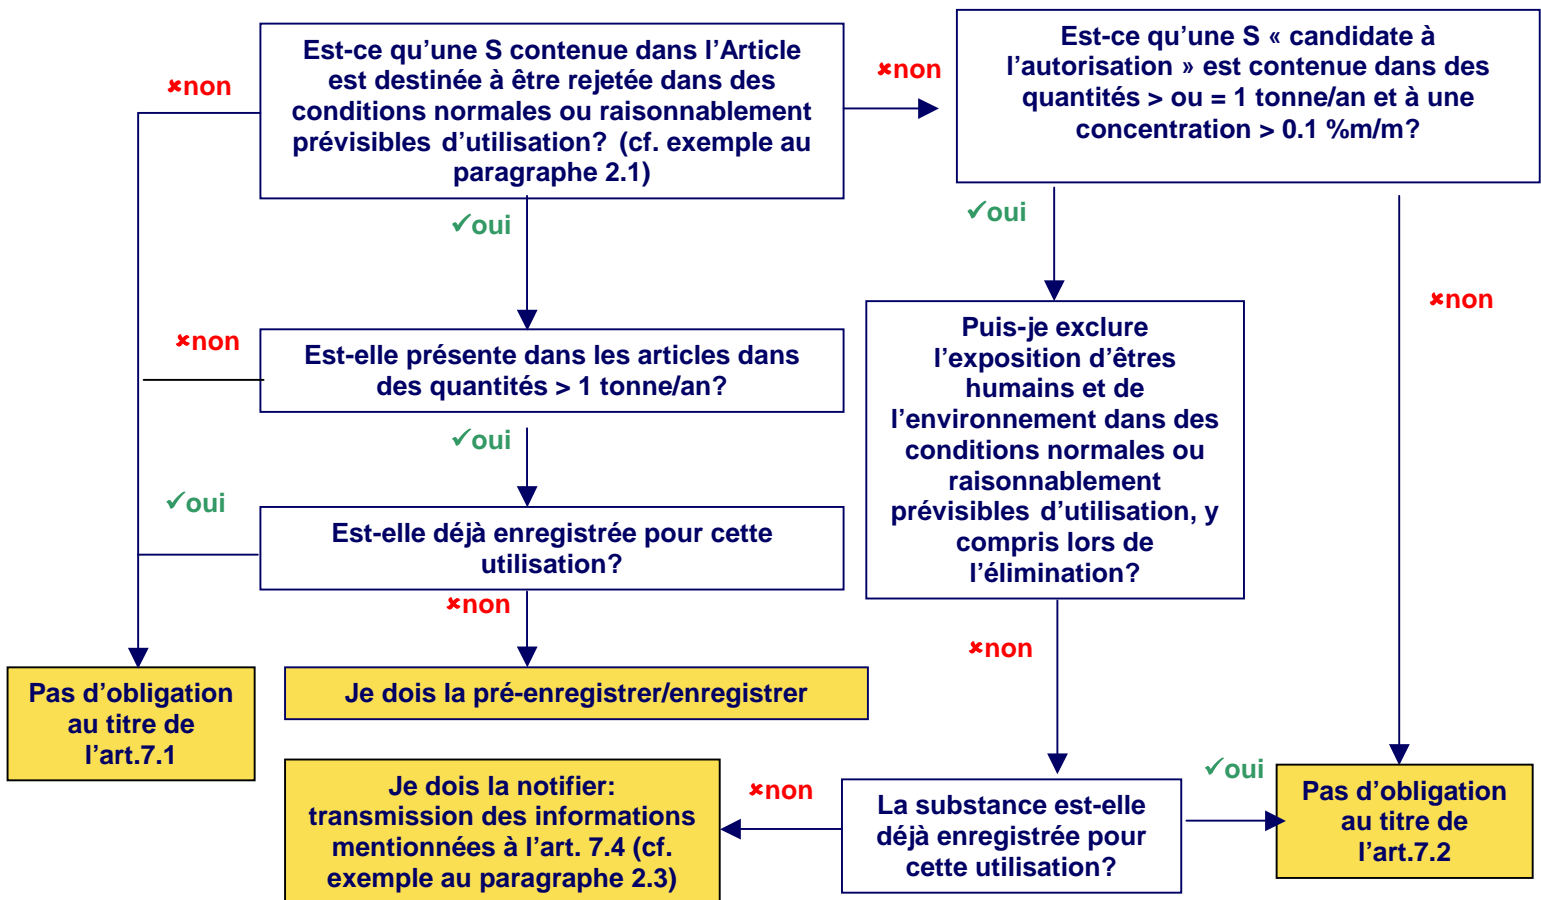 Est-ce qu’une S contenue dans l’Article
est destinée à être rejetée dans des
conditions normales ou raisonnablement
prévisibles d’utilisation? (cf. exemple au
paragraphe 2.1)
✘non
✘non
Est-ce qu’une S « candidate à
l’autorisation » est contenue dans des
quantités > ou = 1 tonne/an et à une
concentration > 0.1 %m/m?
✓oui
✓oui
✘non
✘non
Est-elle présente dans les articles dans
des quantités > 1 tonne/an?
Puis-je exclure
l’exposition d’êtres
humains et de
l’environnement dans des
conditions normales ou
raisonnablement
prévisibles d’utilisation, y
compris lors de
l’élimination?
✓oui
✓oui
Est-elle déjà enregistrée pour cette
utilisation?
✘non
✘non
Pas d’obligation
au titre de
l’art.7.1
Je dois la pré-enregistrer/enregistrer
Je dois la notifier:
transmission des informations
mentionnées à l’art. 7.4 (cf.
exemple au paragraphe 2.3)
✘non
La substance est-elle
déjà enregistrée pour
cette utilisation?
✓oui
Pas d’obligation
au titre de
l’art.7.2